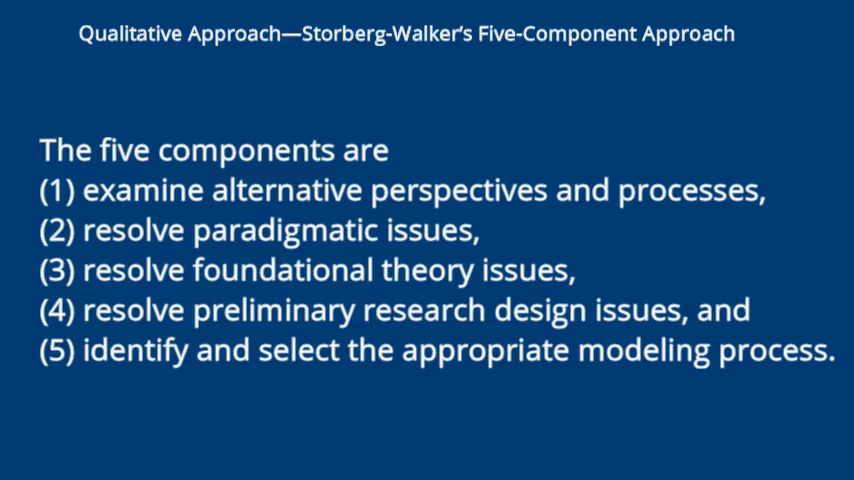 Qualitative Approach—Storberg-Walker's Five-Component Approach
The five components are
(1) examine alternative perspectives and processes,
(2) resolve paradigmatic issues,
(3) resolve foundational theory issues,
(4) resolve preliminary research design issues, and
(5) identify and select the appropriate modeling process.